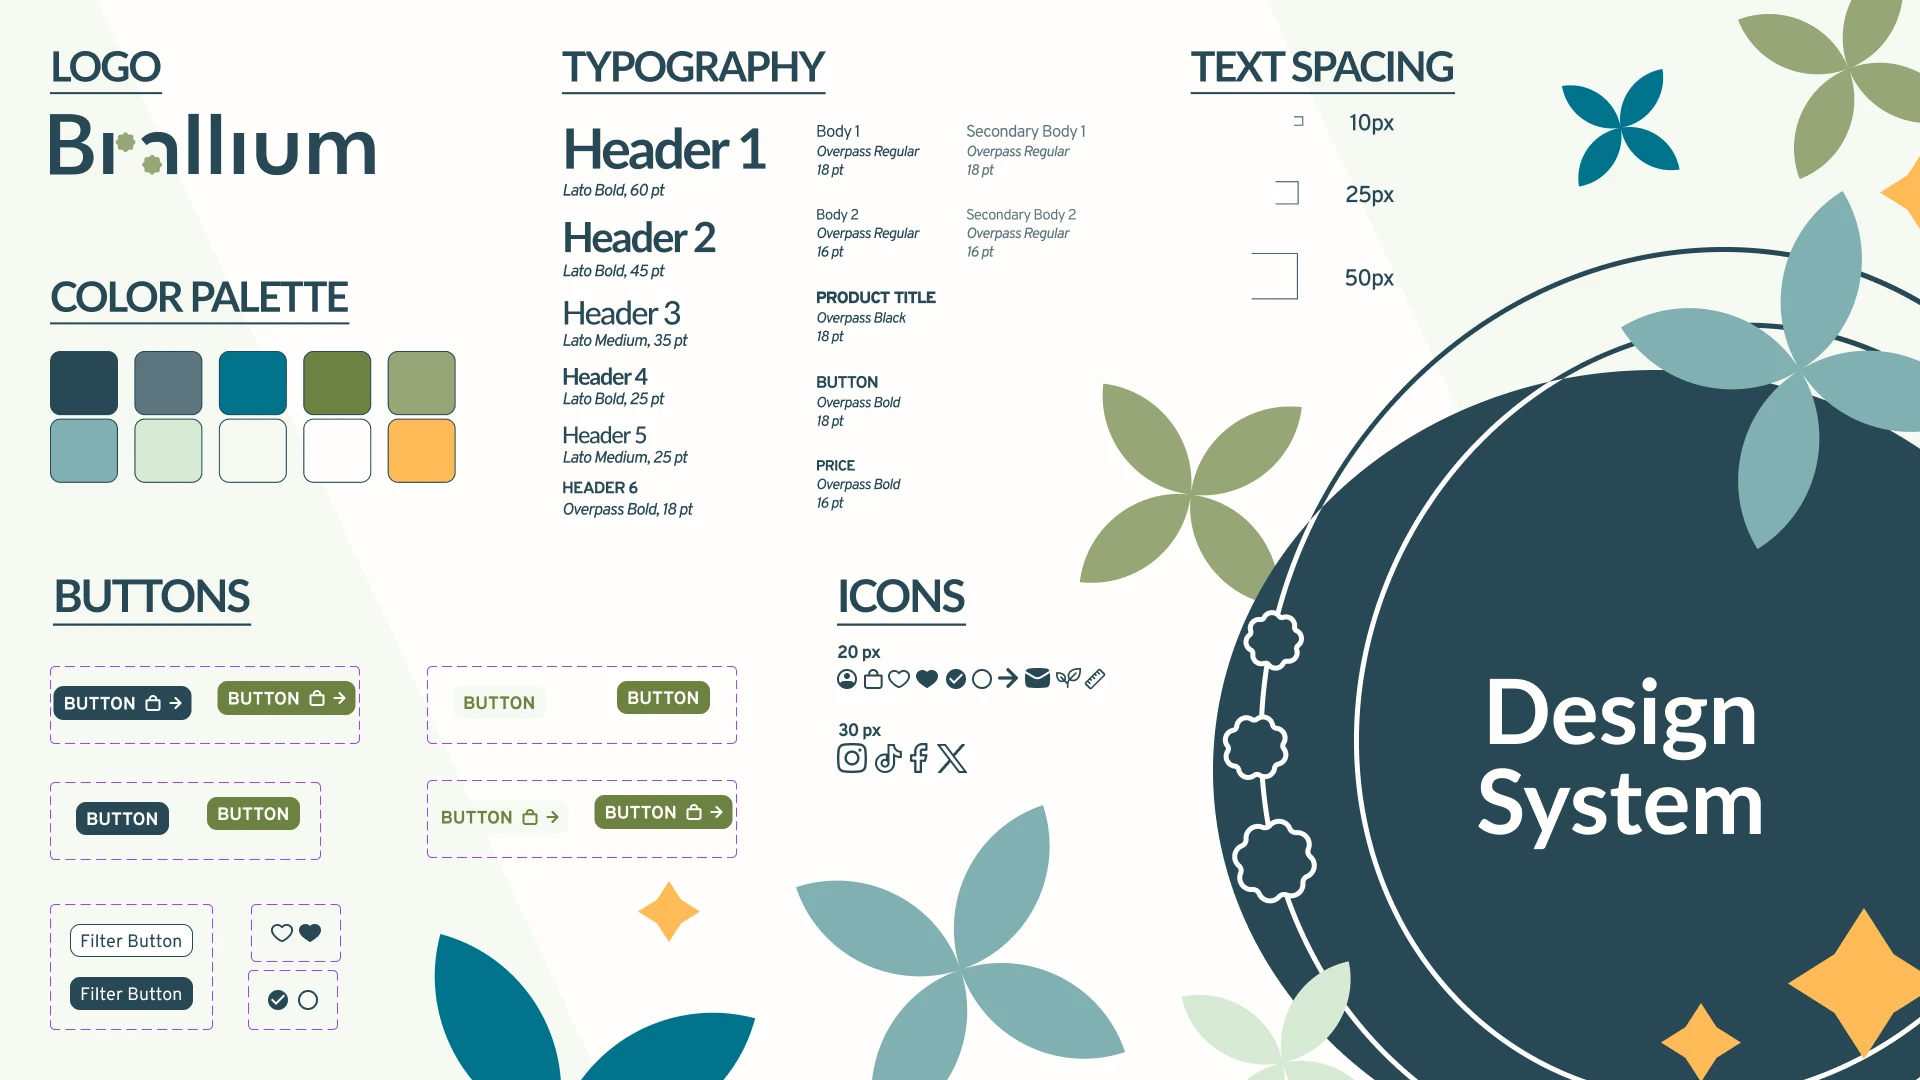 LOGO
Brallium
COLOR PALETTE
TYPOGRAPHY
Header 1
Lato Bold, 60 pt
Header 2
Lato Bold, 45 pt
Header 3
Lato Medium, 35 pt
Header 4
Lato Bold, 25 pt
Header 5
Lato Medium, 25 pt
HEADER 6
Overpass Bold, 18 pt
Body 1
Overpass Regular
18 pt
Secondary Body 1
Overpass Regular
18 pt
Body 2
Overpass Regular
16 pt
Secondary Body 2
Overpass Regular
16 pt
PRODUCT TITLE
Overpass Black
18 pt
BUTTON
Overpass Bold
18 pt
PRICE
Overpass Bold
16 pt
TEXT SPACING
10px
25px
50px
BUTTONS
BUTTON
BUTTON
BUTTON
BUTTON
BUTTON
BUTTON
BUTTON
BUTTON
Filter Button
Filter Button
ICONS
20 px
30 px
Design
System